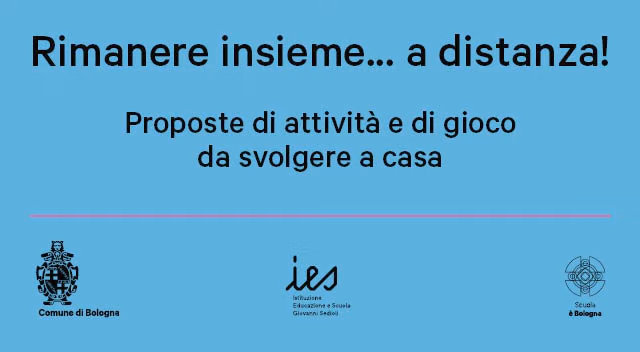 Rimanere insieme... a distanza!
Proposte di attività e di gioco
da svolgere a casa
Comune di Bologna
ies
Istituzione
Educazione e Scuola
Giovanni Sedioli
Scuola
è Bologna